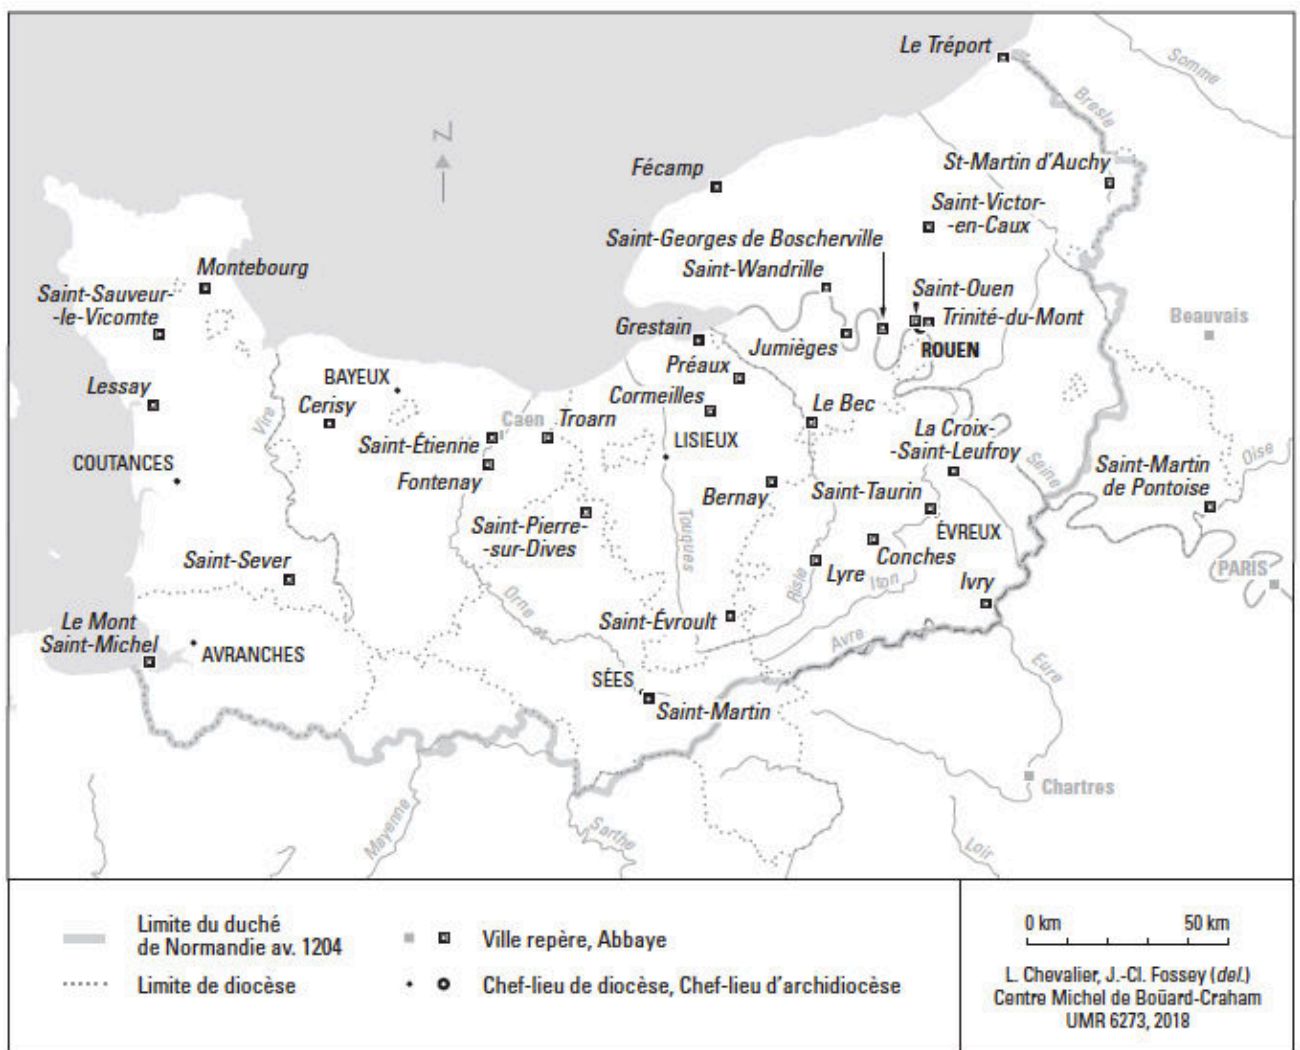 Le Tréport
Somme
Bresle
Z
St-Martin d'Auchy
Fécamp
Saint-Victor-
-en-Caux
Saint-Georges de Boscherville
Saint-Wandrille
Montebourg
Saint-Sauveur-
-le-Vicomte
Saint-Ouen
Trinité-du-Mont
Beauvais
Grestain
Jumièges
ROUEN
Préaux
BAYEUX
Lessay
Cerisy
Vire
Cormeilles
Le Bec
Caen
Troarn
La Croix-
-Saint-Leufroy
Saint-Étienne
LISIEUX
Seine
Oise
COUTANCES
Fontenay
Bernay
Saint-Taurin
Saint-Martin
de Pontoise
Saint-Pierre-
-sur-Dives
Touques
ÉVREUX
Conches
Saint-Sever
Lyre
Risle
Iton
Ivry
PARIS
Orne
Le Mont
Saint-Michel
Saint-Évroult
AVRANCHES
Avre
Eure
SÉES
Saint-Martin
Chartres
Mayenne
Sarthe
Loir
Limite du duché
de Normandie av. 1204
Limite de diocèse
Ville repère, Abbaye
Chef-lieu de diocèse, Chef-lieu d'archidiocèse
0 km 50 km
L. Chevalier, J.-Cl. Fossey (del.)
Centre Michel de Boüard-Craham
UMR 6273, 2018